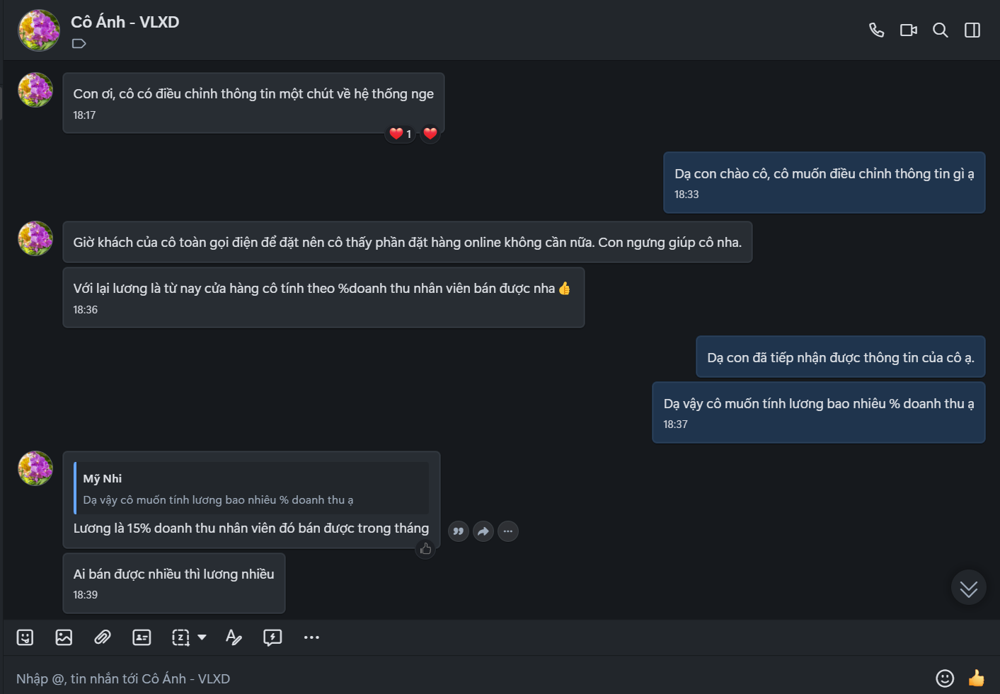 Cô Ánh - VLXD
Con ơi, cô có điều chỉnh thông tin một chút về hệ thống nge
18:17
❤️ 1 ❤️
Dạ con chào cô, cô muốn điều chỉnh thông tin gì ạ
18:33
Giờ khách của cô toàn gọi điện để đặt nên cô thấy phần đặt hàng online không cần nữa. Con ngưng giúp cô nha.
Với lại lương là từ nay cửa hàng cô tính theo %doanh thu nhân viên bán được nha👍
18:36
Dạ con đã tiếp nhận được thông tin của cô ạ.
Dạ vậy cô muốn tính lương bao nhiêu % doanh thu ạ
18:37
Mỹ Nhi
Dạ vậy cô muốn tính lương bao nhiêu % doanh thu ạ
Lương là 15% doanh thu nhân viên đó bán được trong tháng
Ai bán được nhiều thì lương nhiều
18:39
Nhập @, tin nhắn tới Cô Ánh - VLXD